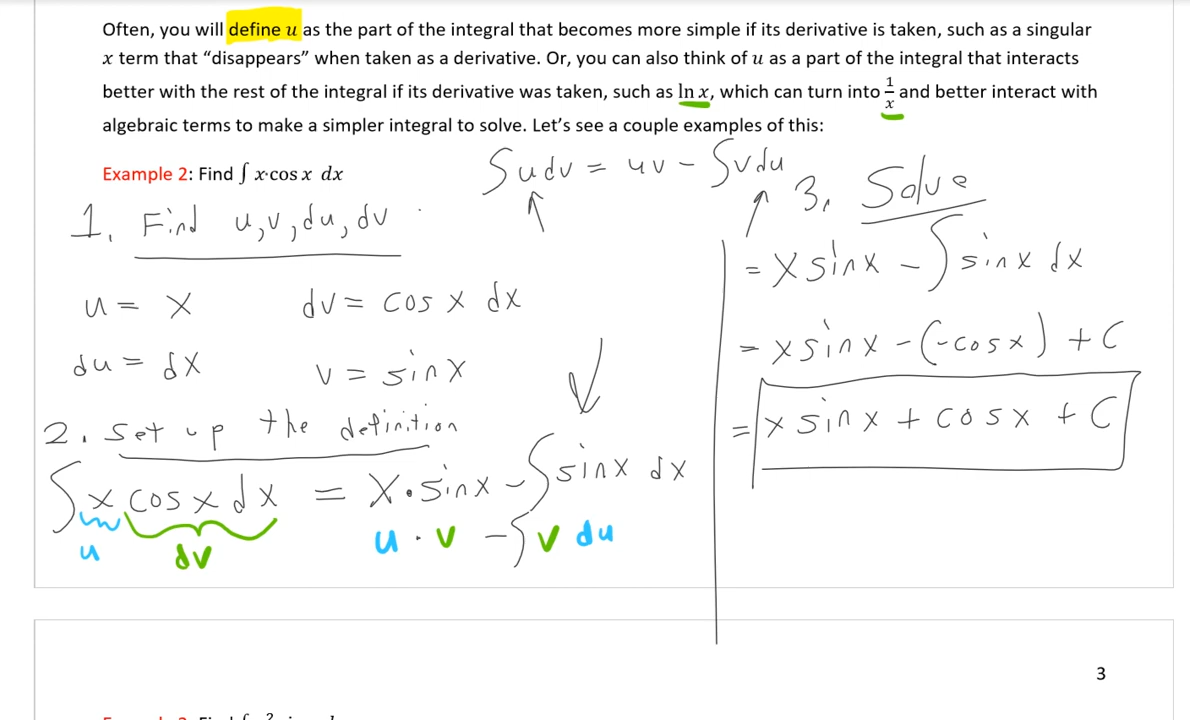 Often, you will define u as the part of the integral that becomes more simple if its derivative is taken, such as a singular
x term that “disappears” when taken as a derivative. Or, you can also think of u as a part of the integral that interacts
better with the rest of the integral if its derivative was taken, such as ln x, which can turn into 1/x and better interact with
algebraic terms to make a simpler integral to solve. Let’s see a couple examples of this:
Example 2: Find ∫ x·cos x dx
∫udv = uv - ∫vdu
1. Find u, v, du, dv
u = x dv = cos x dx
du = dx v = sin x
2. Set up the definition
∫x cos x dx = x · sin x - ∫sin x dx
u dv u · v - ∫v du
3. Solve
= x sin x - ∫sin x dx
= x sin x - (-cos x) + C
= x sin x + cos x + C
3